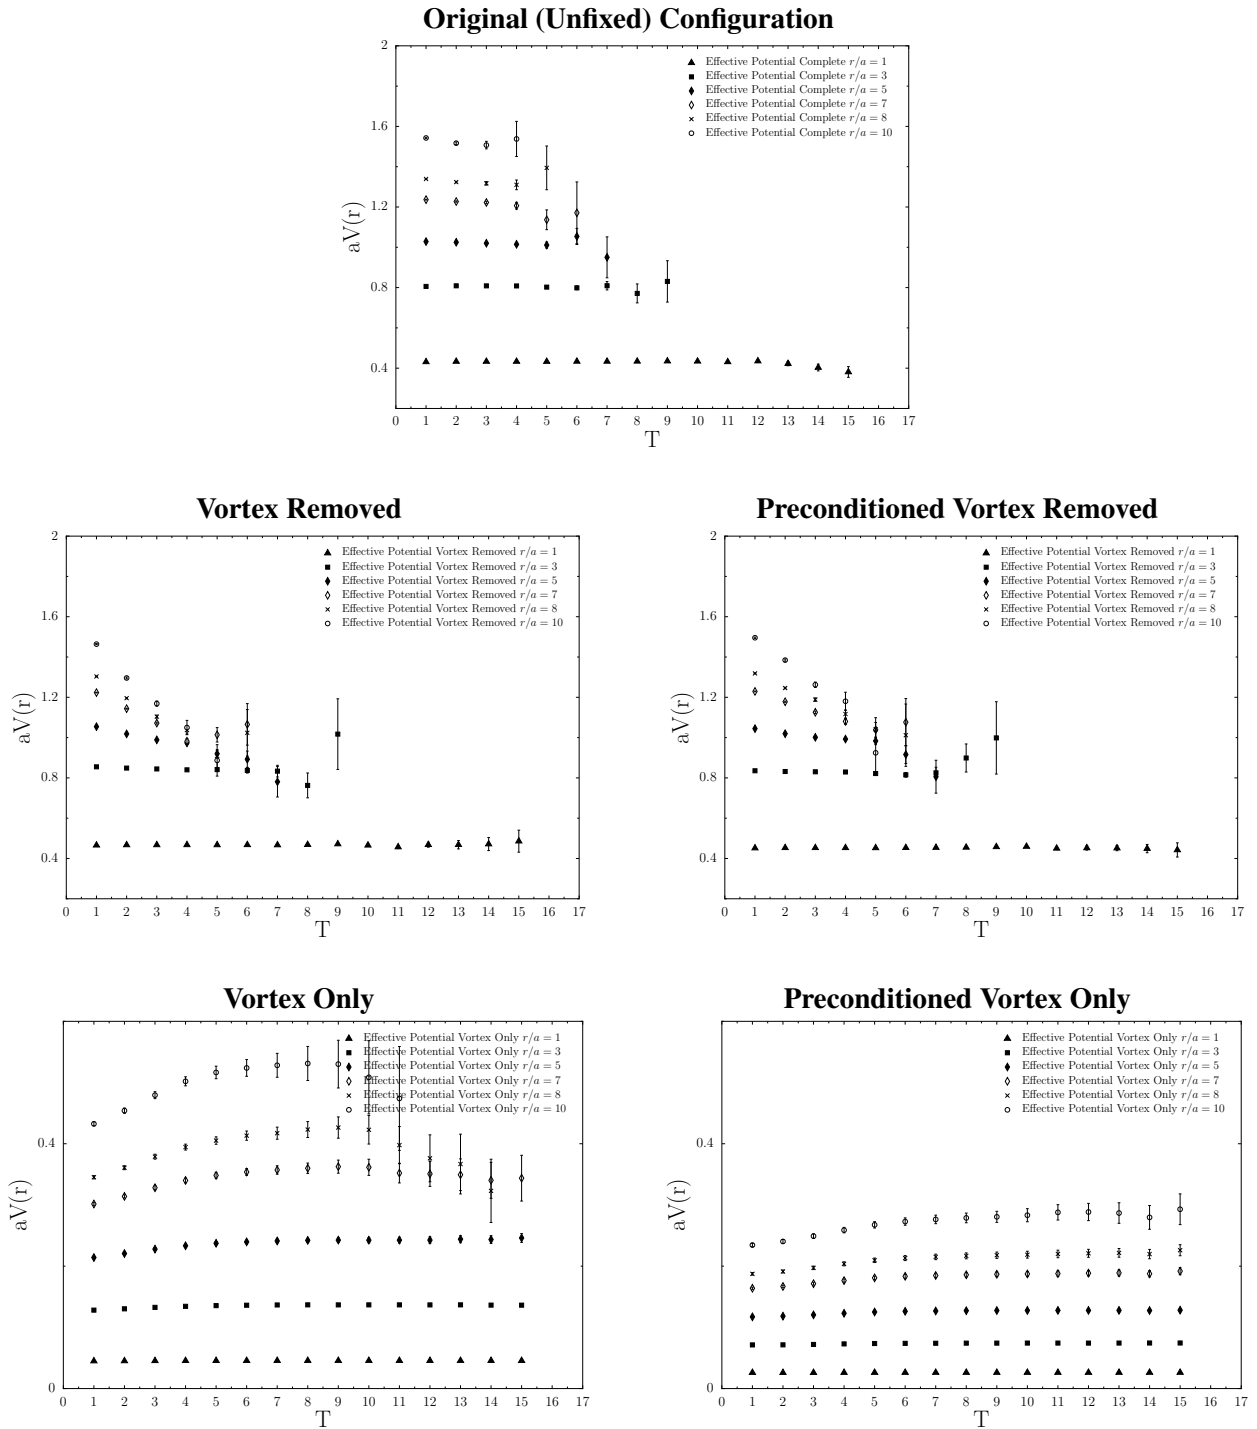 Original (Unfixed) Configuration
2
1.6
1.2
0.8
0.4
aV(r)
Effective Potential Complete r/a = 1
Effective Potential Complete r/a = 3
Effective Potential Complete r/a = 5
Effective Potential Complete r/a = 7
Effective Potential Complete r/a = 8
Effective Potential Complete r/a = 10
0 1 2 3 4 5 6 7 8 9 10 11 12 13 14 15 16 17
T
Vortex Removed
2
1.6
1.2
0.8
0.4
aV(r)
Effective Potential Vortex Removed r/a = 1
Effective Potential Vortex Removed r/a = 3
Effective Potential Vortex Removed r/a = 5
Effective Potential Vortex Removed r/a = 7
Effective Potential Vortex Removed r/a = 8
Effective Potential Vortex Removed r/a = 10
0 1 2 3 4 5 6 7 8 9 10 11 12 13 14 15 16 17
T
Preconditioned Vortex Removed
2
1.6
1.2
0.8
0.4
aV(r)
Effective Potential Vortex Removed r/a = 1
Effective Potential Vortex Removed r/a = 3
Effective Potential Vortex Removed r/a = 5
Effective Potential Vortex Removed r/a = 7
Effective Potential Vortex Removed r/a = 8
Effective Potential Vortex Removed r/a = 10
0 1 2 3 4 5 6 7 8 9 10 11 12 13 14 15 16 17
T
Vortex Only
0.4
0
aV(r)
Effective Potential Vortex Only r/a = 1
Effective Potential Vortex Only r/a = 3
Effective Potential Vortex Only r/a = 5
Effective Potential Vortex Only r/a = 7
Effective Potential Vortex Only r/a = 8
Effective Potential Vortex Only r/a = 10
0 1 2 3 4 5 6 7 8 9 10 11 12 13 14 15 16 17
T
Preconditioned Vortex Only
0.4
0
aV(r)
Effective Potential Vortex Only r/a = 1
Effective Potential Vortex Only r/a = 3
Effective Potential Vortex Only r/a = 5
Effective Potential Vortex Only r/a = 7
Effective Potential Vortex Only r/a = 8
Effective Potential Vortex Only r/a = 10
0 1 2 3 4 5 6 7 8 9 10 11 12 13 14 15 16 17
T